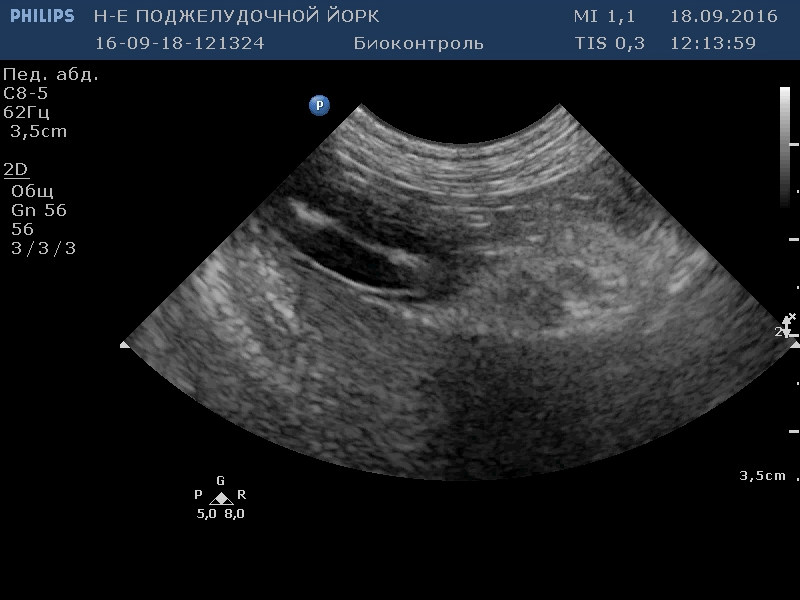 PHILIPS Н-Е ПОДЖЕЛУДОЧНОЙ ЙОРК MI 1,1 18.09.2016
16-09-18-121324 Биоконтроль TIS 0,3 12:13:59
Пед. абд.
C8-5
62Гц
3,5cm
2D
Общ
Gn 56
56
3/3/3
P
x
2
3,5cm
G
P R
5,0 8,0